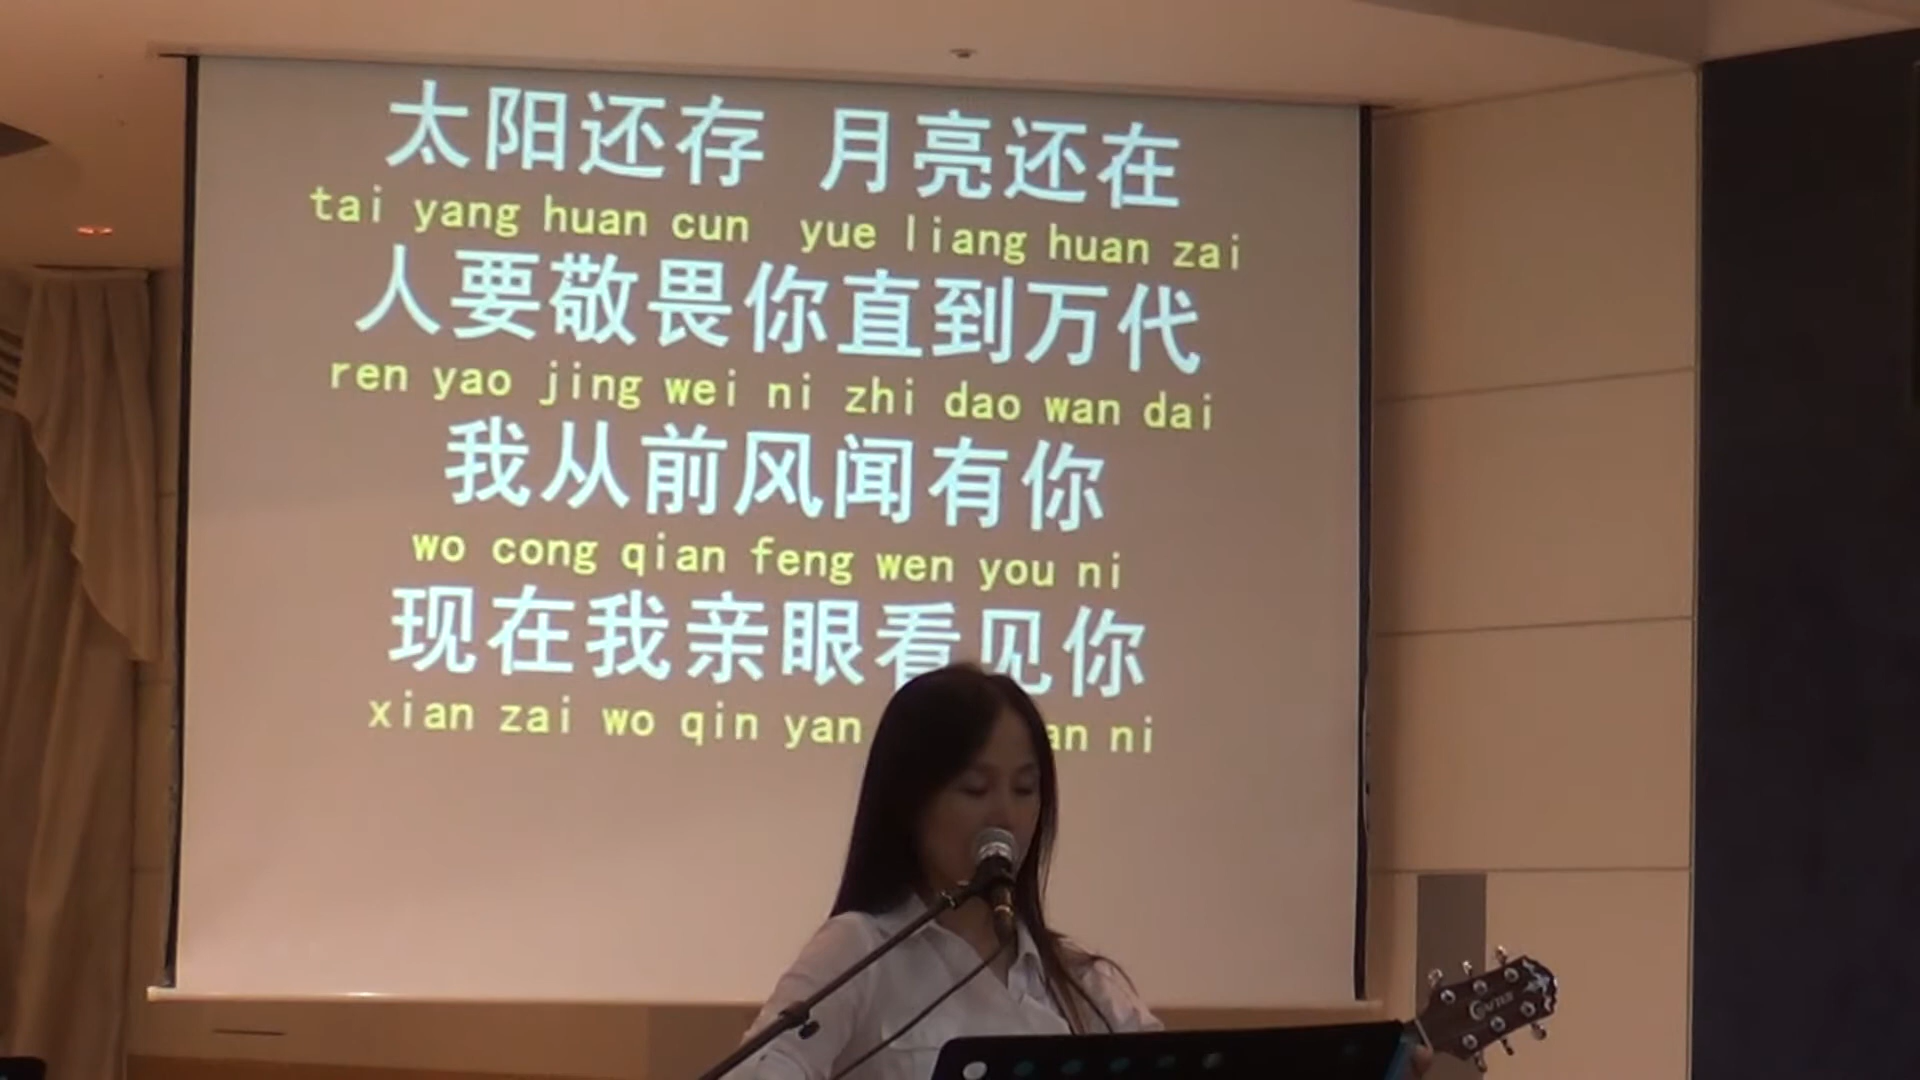 太阳还存 月亮还在
tai yang huan cun yue liang huan zai
人要敬畏你直到万代
ren yao jing wei ni zhi dao wan dai
我从前风闻有你
wo cong qian feng wen you ni
现在我亲眼看见你
xian zai wo qin yan an ni